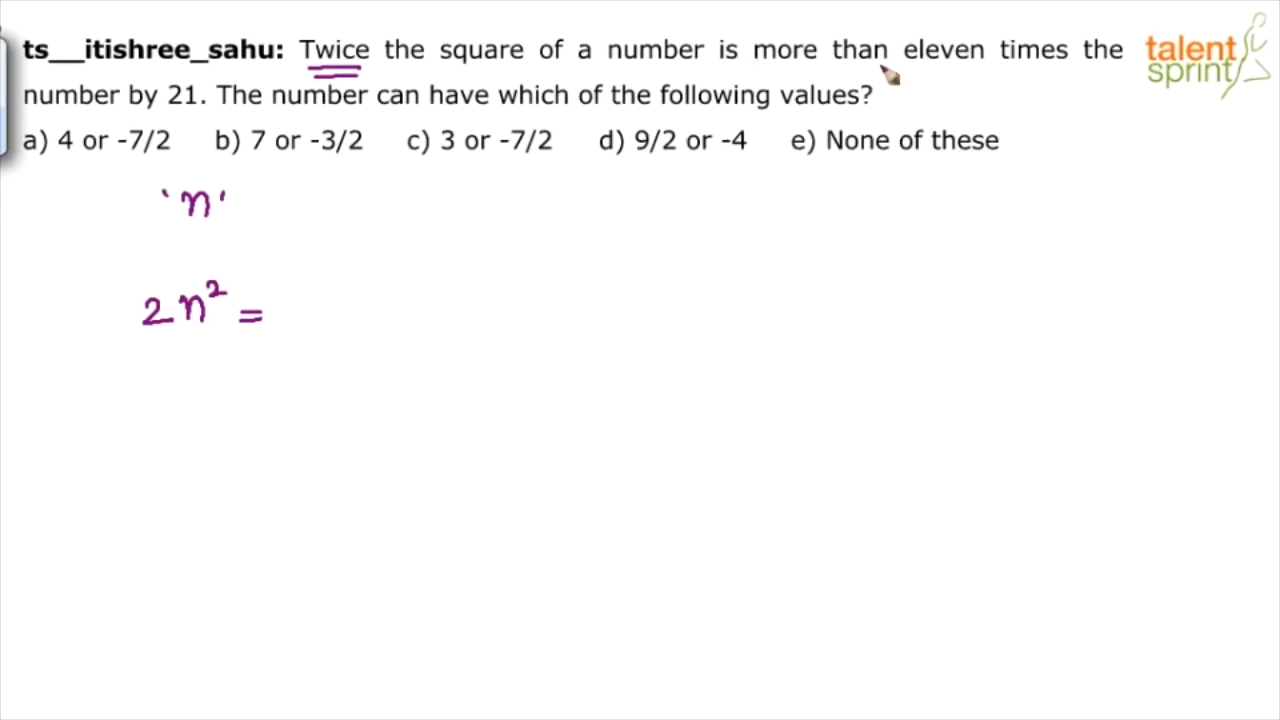 ts__itishree_sahu: Twice the square of a number is more than eleven times the
number by 21. The number can have which of the following values?
a) 4 or -7/2 b) 7 or -3/2 c) 3 or -7/2 d) 9/2 or -4 e) None of these
talent
sprint
'n'
2n² =